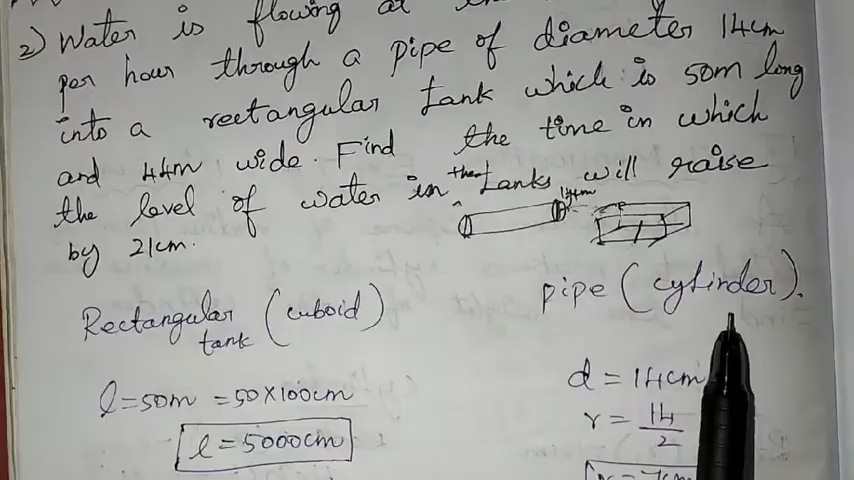 2) Water is flowing at
per hour through a pipe of diameter 14cm
into a rectangular tank which is 50m long
and 44m wide. Find the time in which
the level of water in the tanks will raise
by 21cm.
14cm
Rectangular tank (cuboid)
pipe (cylinder).
l=50m =50×100cm
l=5000cm
d = 14cm
r = 14/2